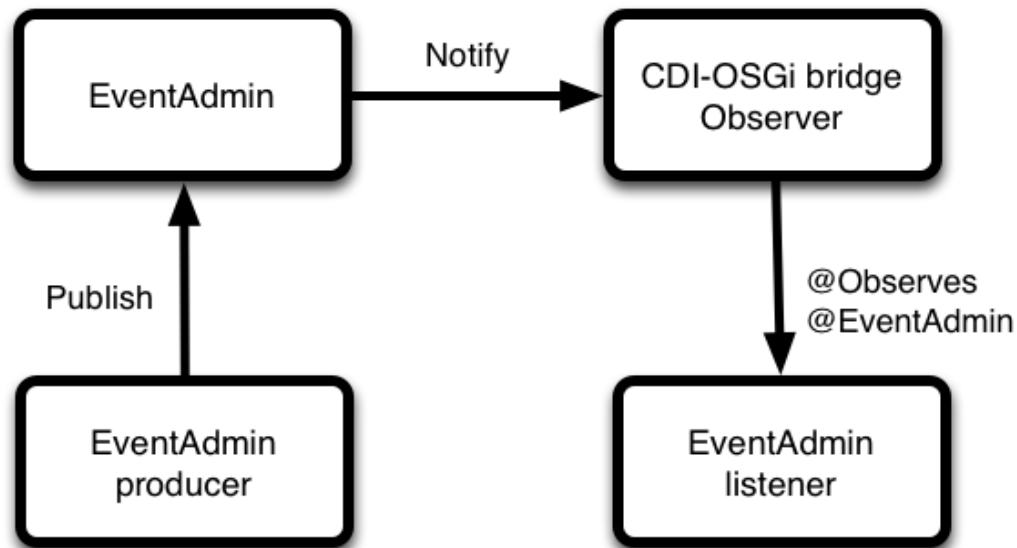 EventAdmin
Notify
CDI-OSGi bridge
Observer
Publish
@Observes
@EventAdmin
EventAdmin
producer
EventAdmin
listener